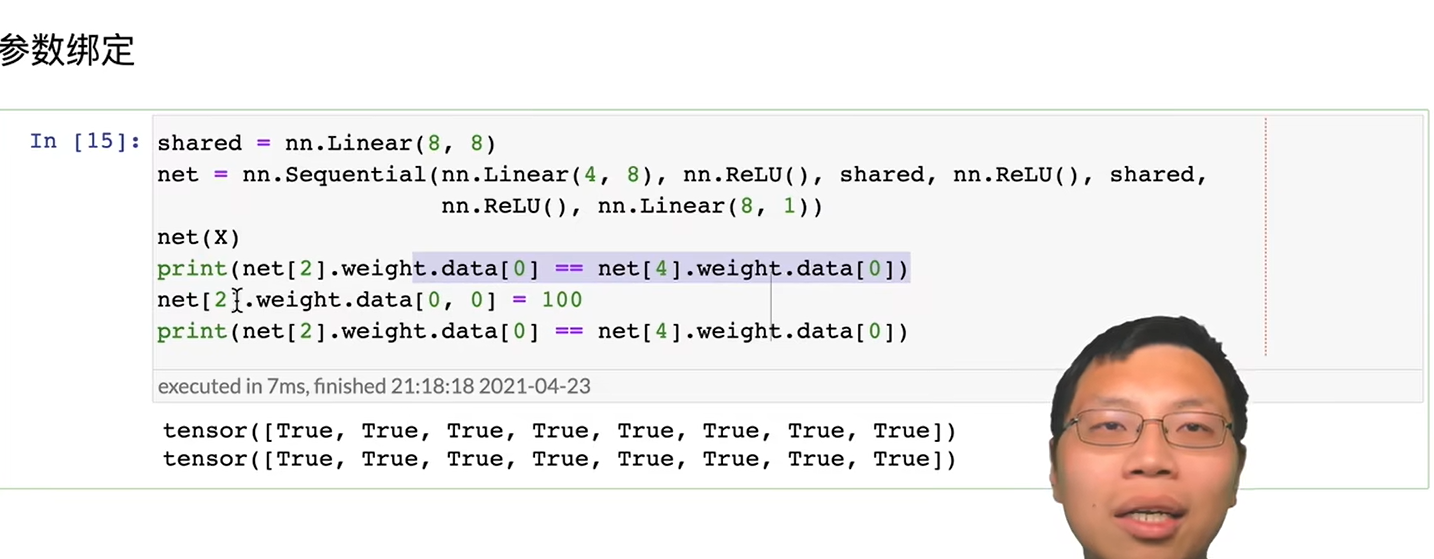 参数绑定
In [15]: shared = nn.Linear(8, 8)
net = nn.Sequential(nn.Linear(4, 8), nn.ReLU(), shared, nn.ReLU(), shared,
nn.ReLU(), nn.Linear(8, 1))
net(X)
print(net[2].weight.data[0] == net[4].weight.data[0])
net[2].weight.data[0, 0] = 100
print(net[2].weight.data[0] == net[4].weight.data[0])
executed in 7ms, finished 21:18:18 2021-04-23
tensor([True, True, True, True, True, True, True, True])
tensor([True, True, True, True, True, True, True, True])